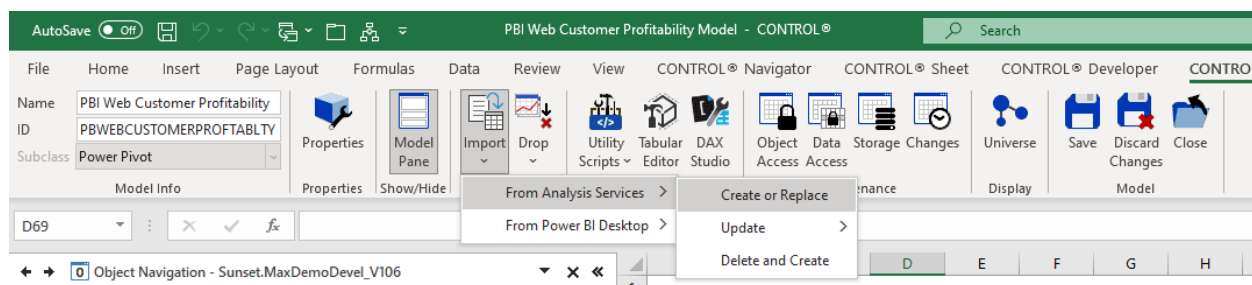 AutoSave Off PBI Web Customer Profitability Model - CONTROL® Search
File Home Insert Page Layout Formulas Data Review View CONTROL® Navigator CONTROL® Sheet CONTROL® Developer CONTRO
Name PBI Web Customer Profitability
ID PBWEBCUSTOMERPROFTABLTY
Subclass Power Pivot
Properties Model Pane Import Drop Utility Scripts Tabular Editor DAX Studio Object Access Data Access Storage Changes Universe Save Discard Changes Close
Model Info Properties Show/Hide nance Display Model
From Analysis Services > Create or Replace
From Power BI Desktop > Update >
Delete and Create
D69 fx
0 Object Navigation - Sunset.MaxDemoDevel_V106 D E F G H